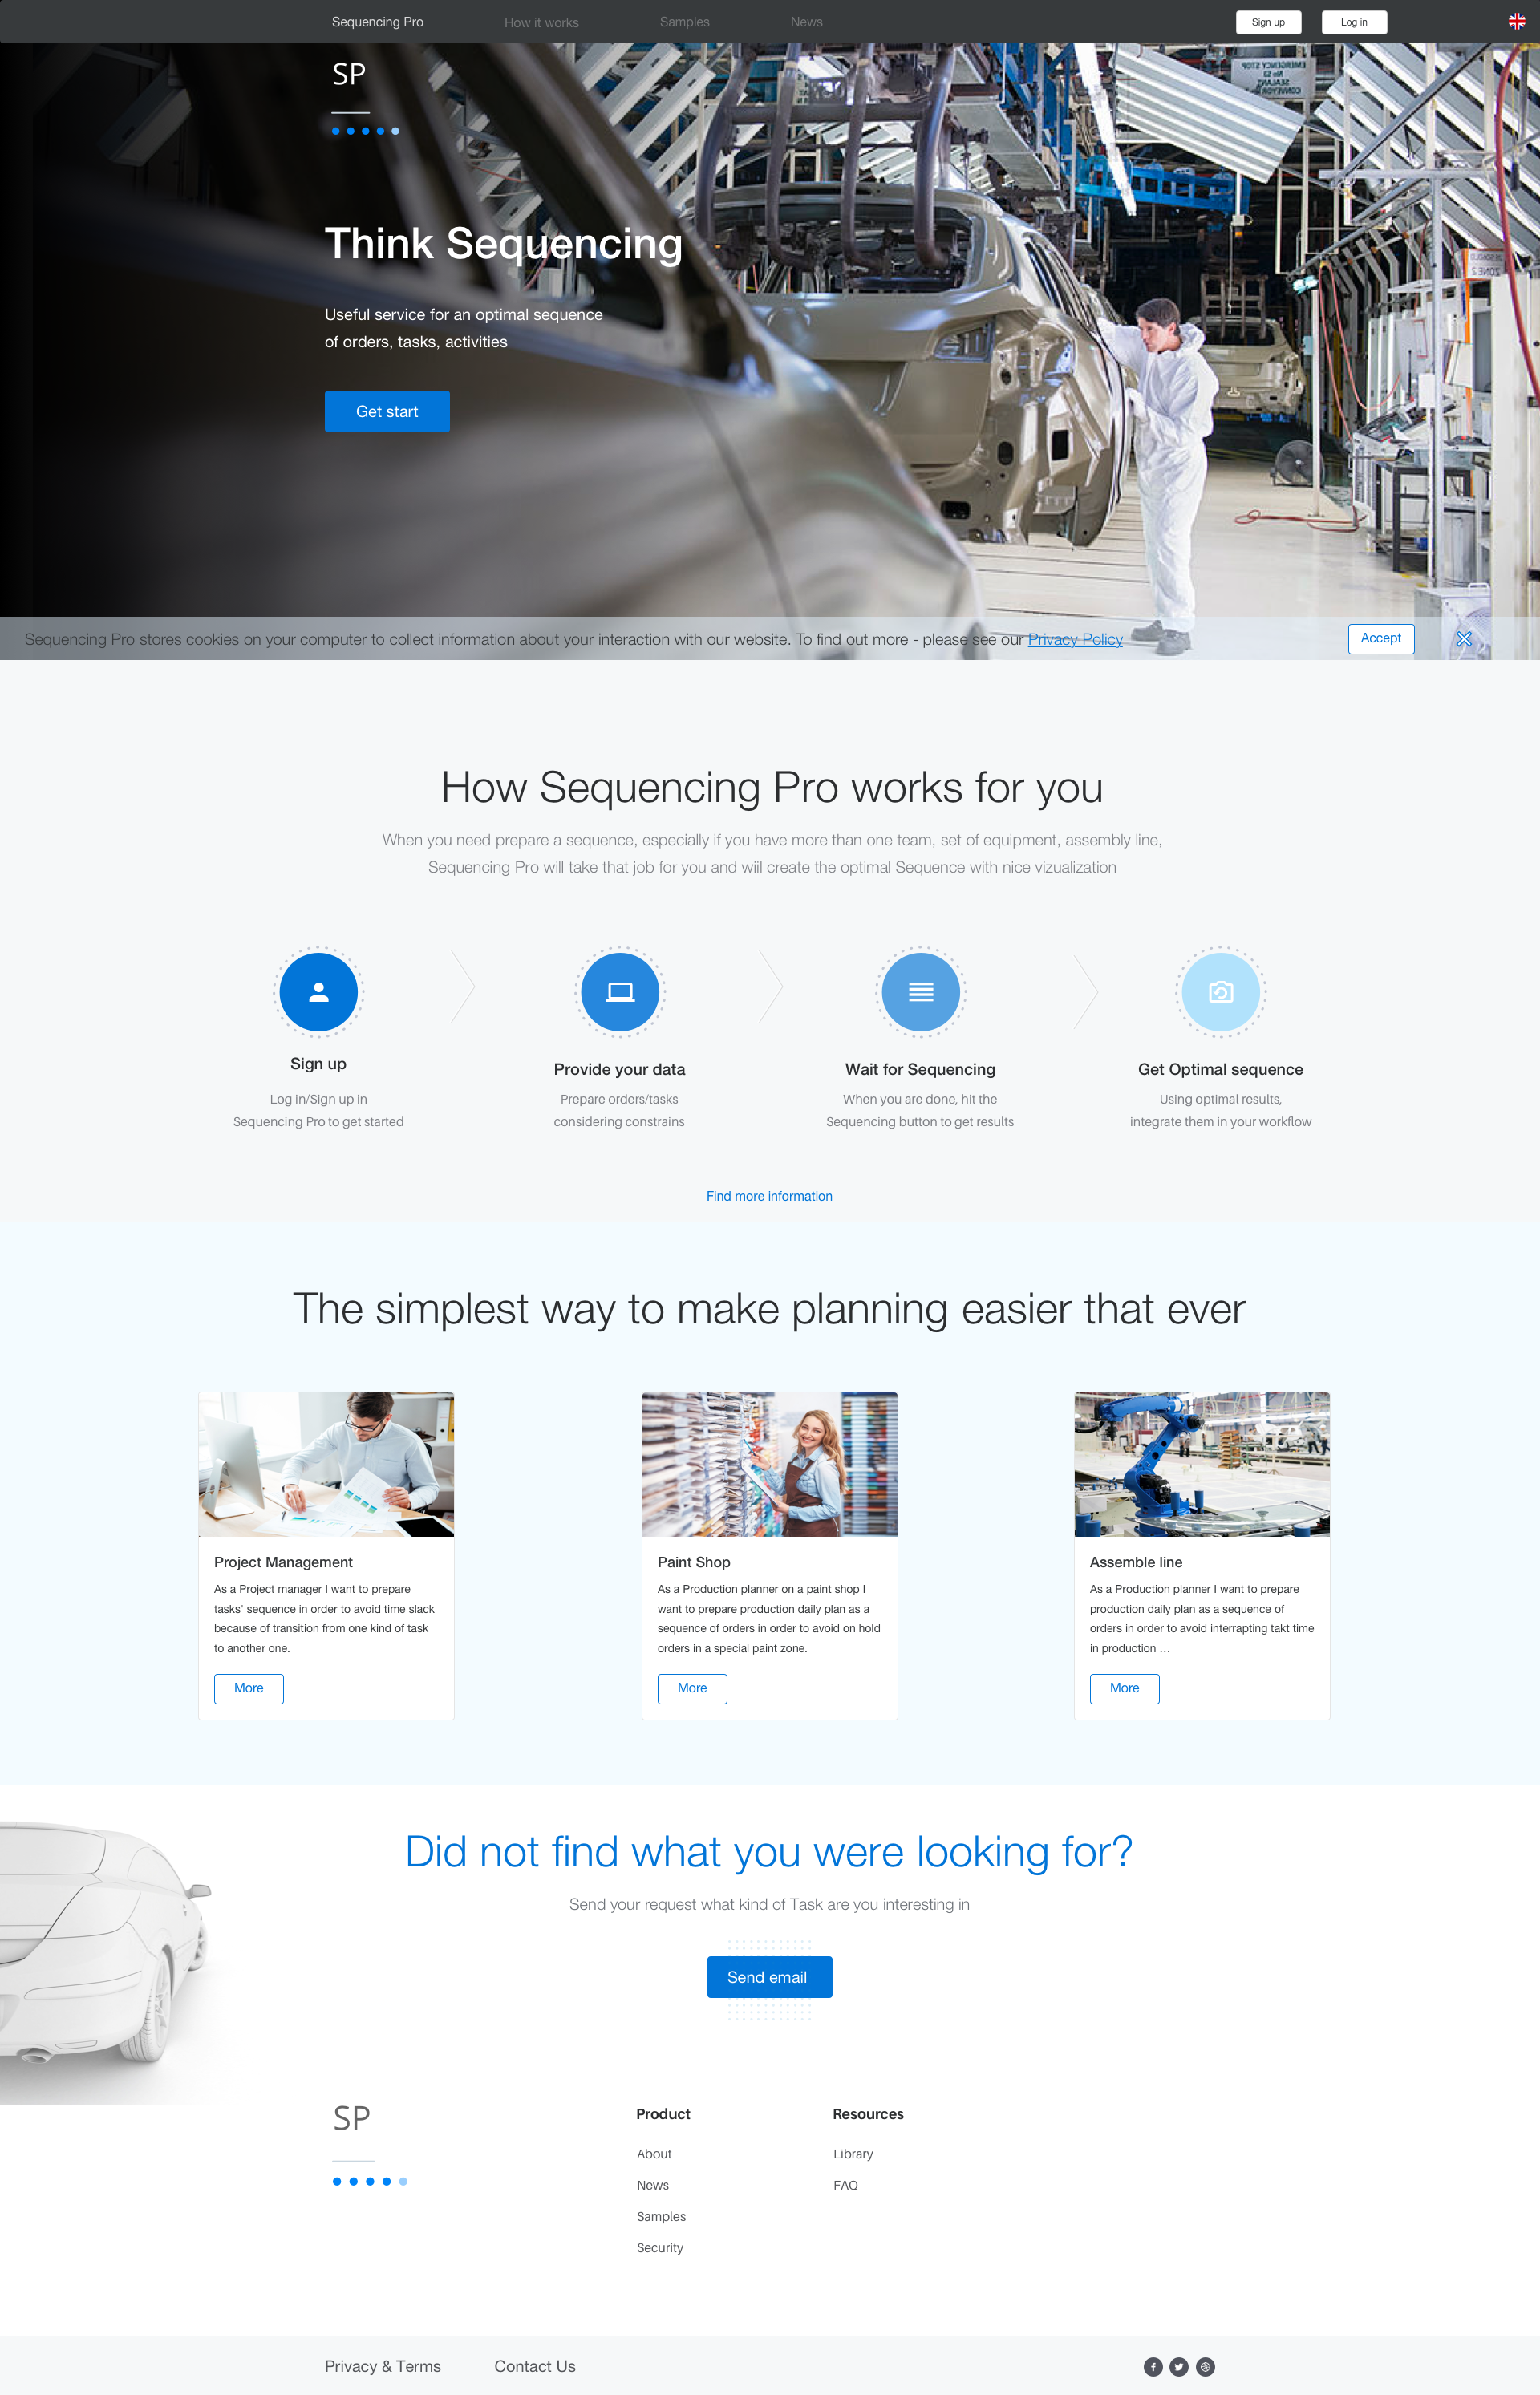 Sequencing Pro
How it works
Samples
News
Sign up
Log in
SP
EMERGENCY STOP
No 53
SEALANT
CONVEYOR
ZONE 2
Think Sequencing
Useful service for an optimal sequence
of orders, tasks, activities
Get start
Sequencing Pro stores cookies on your computer to collect information about your interaction with our website. To find out more - please see our Privacy Policy
Accept
How Sequencing Pro works for you
When you need prepare a sequence, especially if you have more than one team, set of equipment, assembly line,
Sequencing Pro will take that job for you and wiil create the optimal Sequence with nice vizualization
Sign up
Log in/Sign up in
Sequencing Pro to get started
Provide your data
Prepare orders/tasks
considering constrains
Wait for Sequencing
When you are done, hit the
Sequencing button to get results
Get Optimal sequence
Using optimal results,
integrate them in your workflow
Find more information
The simplest way to make planning easier that ever
Project Management
As a Project manager I want to prepare
tasks' sequence in order to avoid time slack
because of transition from one kind of task
to another one.
More
Paint Shop
As a Production planner on a paint shop I
want to prepare production daily plan as a
sequence of orders in order to avoid on hold
orders in a special paint zone.
More
Assemble line
As a Production planner I want to prepare
production daily plan as a sequence of
orders in order to avoid interrapting takt time
in production ...
More
Did not find what you were looking for?
Send your request what kind of Task are you interesting in
Send email
SP
Product
About
News
Samples
Security
Resources
Library
FAQ
Privacy & Terms
Contact Us